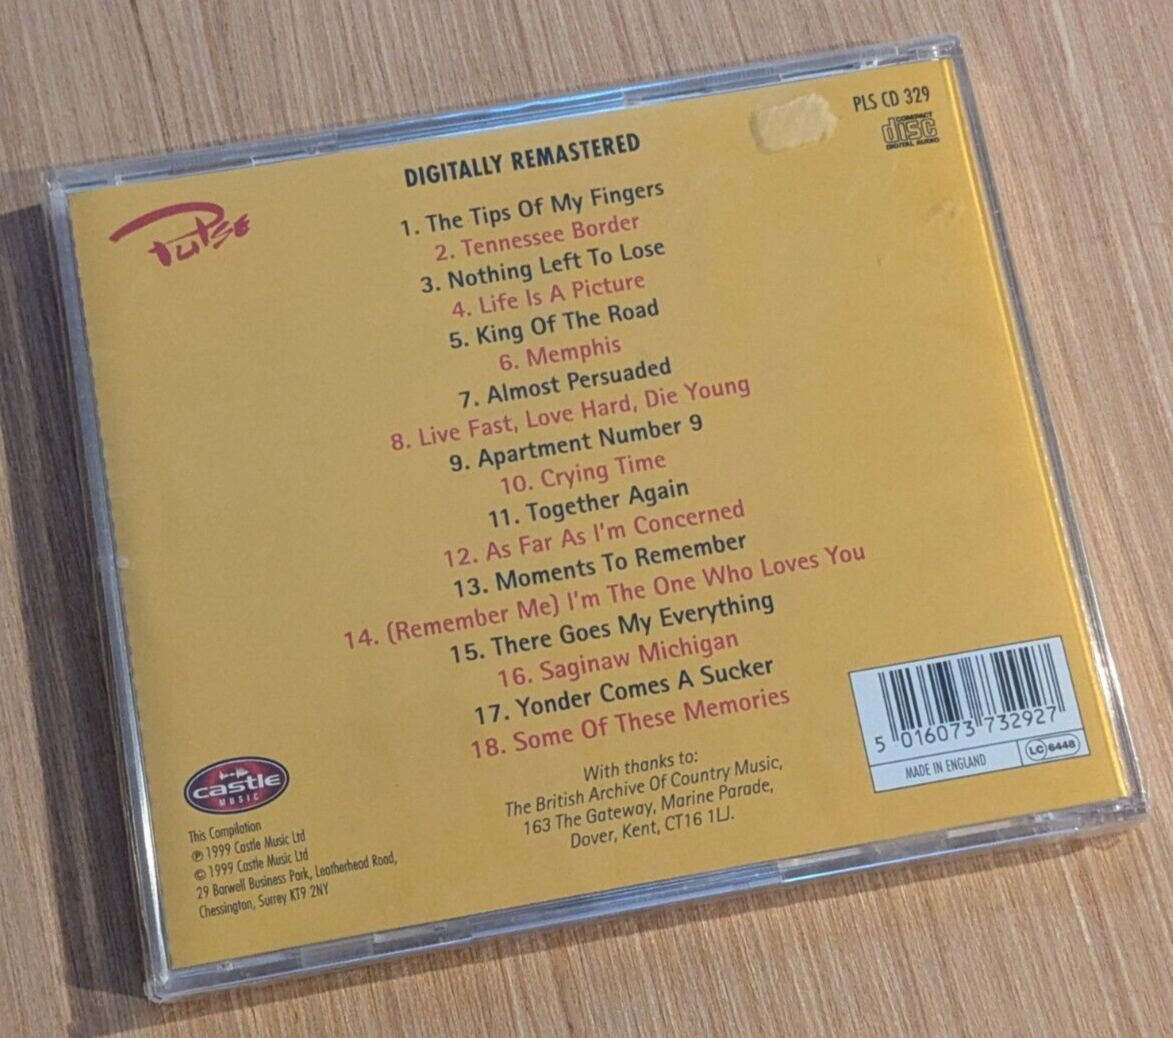 PLS CD 329
COMPACT
disc
DIGITAL AUDIO
Pulse
DIGITALLY REMASTERED
1. The Tips Of My Fingers
2. Tennessee Border
3. Nothing Left To Lose
4. Life Is A Picture
5. King Of The Road
6. Memphis
7. Almost Persuaded
8. Live Fast, Love Hard, Die Young
9. Apartment Number 9
10. Crying Time
11. Together Again
12. As Far As I'm Concerned
13. Moments To Remember
14. (Remember Me) I'm The One Who Loves You
15. There Goes My Everything
16. Saginaw Michigan
17. Yonder Comes A Sucker
18. Some Of These Memories
With thanks to:
The British Archive Of Country Music,
163 The Gateway, Marine Parade,
Dover, Kent, CT16 1LJ.
castle
MUSIC
This Compilation
℗ 1999 Castle Music Ltd
© 1999 Castle Music Ltd
29 Barwell Business Park, Leatherhead Road,
Chessington, Surrey KT9 2NY
5 016073 732927
MADE IN ENGLAND
LC 6448